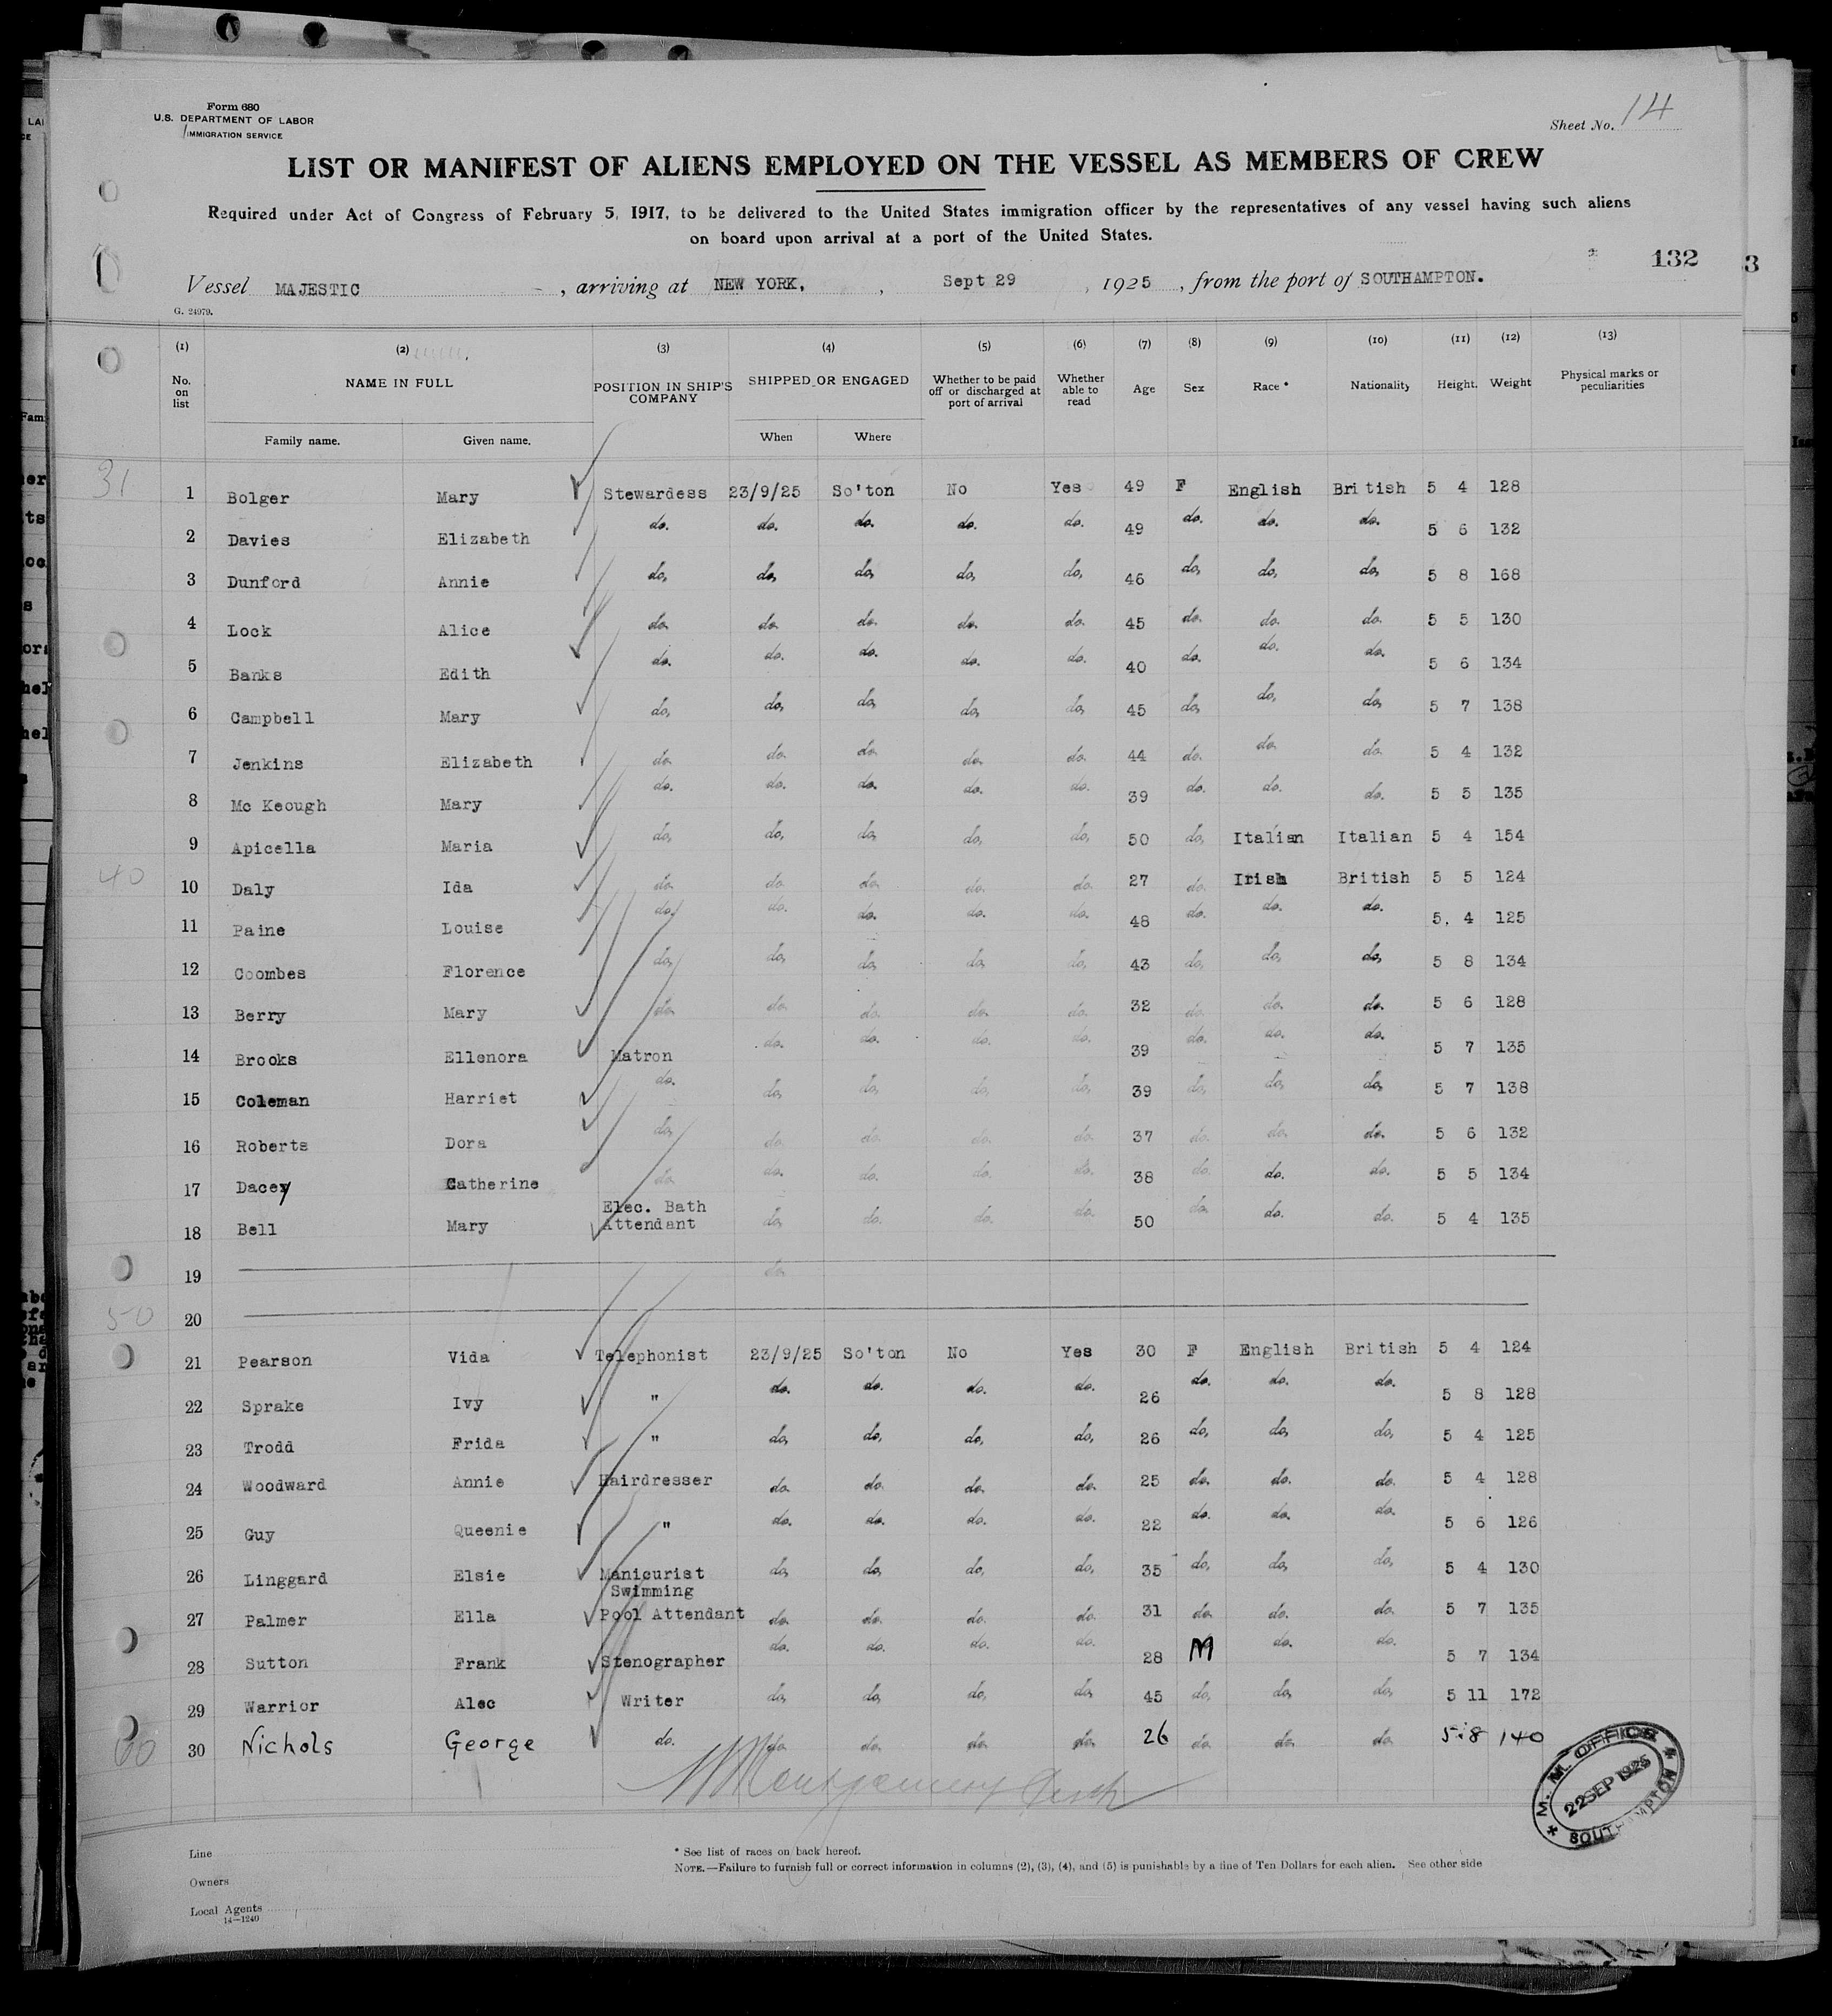 Form 680
U.S. DEPARTMENT OF LABOR
IMMIGRATION SERVICE
Sheet No. 14
LIST OR MANIFEST OF ALIENS EMPLOYED ON THE VESSEL AS MEMBERS OF CREW
Required under Act of Congress of February 5, 1917, to be delivered to the United States immigration officer by the representatives of any vessel having such aliens
on board upon arrival at a port of the United States.
132
3
Vessel MAJESTIC, arriving at NEW YORK, Sept 29, 1925, from the port of SOUTHAMPTON.
G. 24979.
(1) (2) (3) (4) (5) (6) (7) (8) (9) (10) (11) (12) (13)
No. on list NAME IN FULL POSITION IN SHIP'S COMPANY SHIPPED OR ENGAGED Whether to be paid off or discharged at port of arrival Whether able to read Age Sex Race * Nationality Height. Weight Physical marks or peculiarities
Family name. Given name. When Where
31
1 Bolger Mary Stewardess 23/9/25 So'ton No Yes 49 F English British 5 4 128
2 Davies Elizabeth do. do. do. do. do. 49 do. do. do. 5 6 132
3 Dunford Annie do. do. do. do. do. 46 do. do. do. 5 8 168
4 Lock Alice do. do. do. do. do. 45 do. do. do. 5 5 130
5 Banks Edith do. do. do. do. do. 40 do. do. do. 5 6 134
6 Campbell Mary do. do. do. do. do. 45 do. do. do. 5 7 138
7 Jenkins Elizabeth do. do. do. do. do. 44 do. do. do. 5 4 132
8 Mc Keough Mary do. do. do. do. do. 39 do. do. do. 5 5 135
9 Apicella Maria do. do. do. do. do. 50 do. Italian Italian 5 4 154
40
10 Daly Ida do. do. do. do. do. 27 do. Irish British 5 5 124
11 Paine Louise do. do. do. do. do. 48 do. do. do. 5. 4 125
12 Coombes Florence do. do. do. do. do. 43 do. do. do. 5 8 134
13 Berry Mary do. do. do. do. do. 32 do. do. do. 5 6 128
14 Brooks Ellenora Matron do. do. do. do. 39 do. do. do. 5 7 135
15 Coleman Harriet do. do. do. do. do. 39 do. do. do. 5 7 138
16 Roberts Dora do. do. do. do. do. 37 do. do. do. 5 6 132
17 Dacey Catherine do. do. do. do. do. 38 do. do. do. 5 5 134
18 Bell Mary Elec. Bath Attendant do. do. do. do. 50 do. do. do. 5 4 135
19 do.
50
20
21 Pearson Vida Telephonist 23/9/25 So'ton No Yes 30 F English British 5 4 124
22 Sprake Ivy " do. do. do. do. 26 do. do. do. 5 8 128
23 Trodd Frida " do. do. do. do. 26 do. do. do. 5 4 125
24 Woodward Annie Hairdresser do. do. do. do. 25 do. do. do. 5 4 128
25 Guy Queenie " do. do. do. do. 22 do. do. do. 5 6 126
26 Linggard Elsie Manicurist do. do. do. do. 35 do. do. do. 5 4 130
27 Palmer Ella Swimming Pool Attendant do. do. do. do. 31 do. do. do. 5 7 135
28 Sutton Frank Stenographer do. do. do. do. 28 M do. do. 5 7 134
29 Warrior Alec Writer do. do. do. do. 45 do. do. do. 5 11 172
60
30 Nichols George do. do. do. do. do. 26 do. do. do. 5:8 140
M. M. OFFICE
22 SEP 1925
SOUTHAMPTON
Line
Owners
Local Agents
14—1240
* See list of races on back hereof.
NOTE.—Failure to furnish full or correct information in columns (2), (3), (4), and (5) is punishable by a fine of Ten Dollars for each alien. See other side